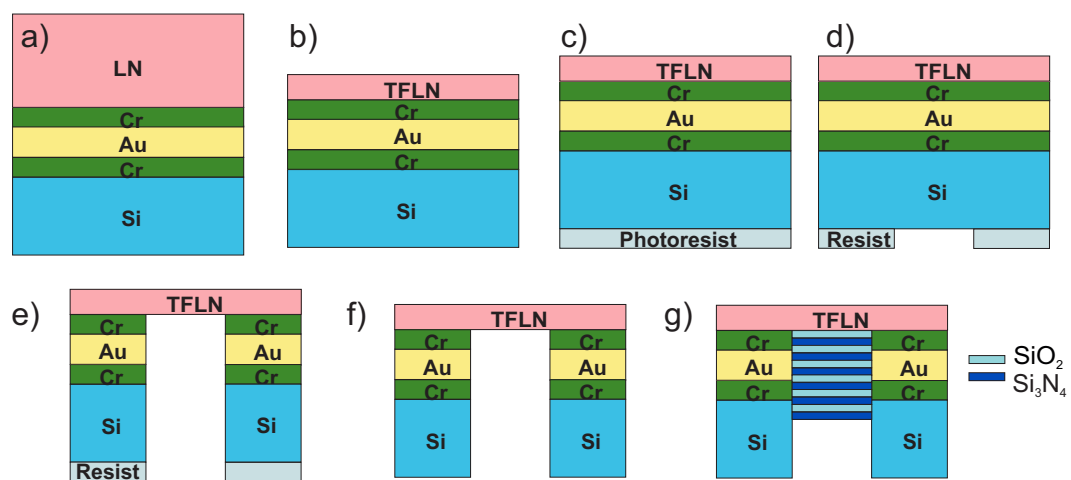 a)
LN
Cr
Au
Cr
Si
b)
TFLN
Cr
Au
Cr
Si
c)
TFLN
Cr
Au
Cr
Si
Photoresist
d)
TFLN
Cr
Au
Cr
Si
Resist
e)
TFLN
Cr Cr
Au Au
Cr Cr
Si Si
Resist
f)
TFLN
Cr Cr
Au Au
Cr Cr
Si Si
g)
TFLN
Cr Cr
Au Au
Cr Cr
Si Si
SiO₂
Si₃N₄